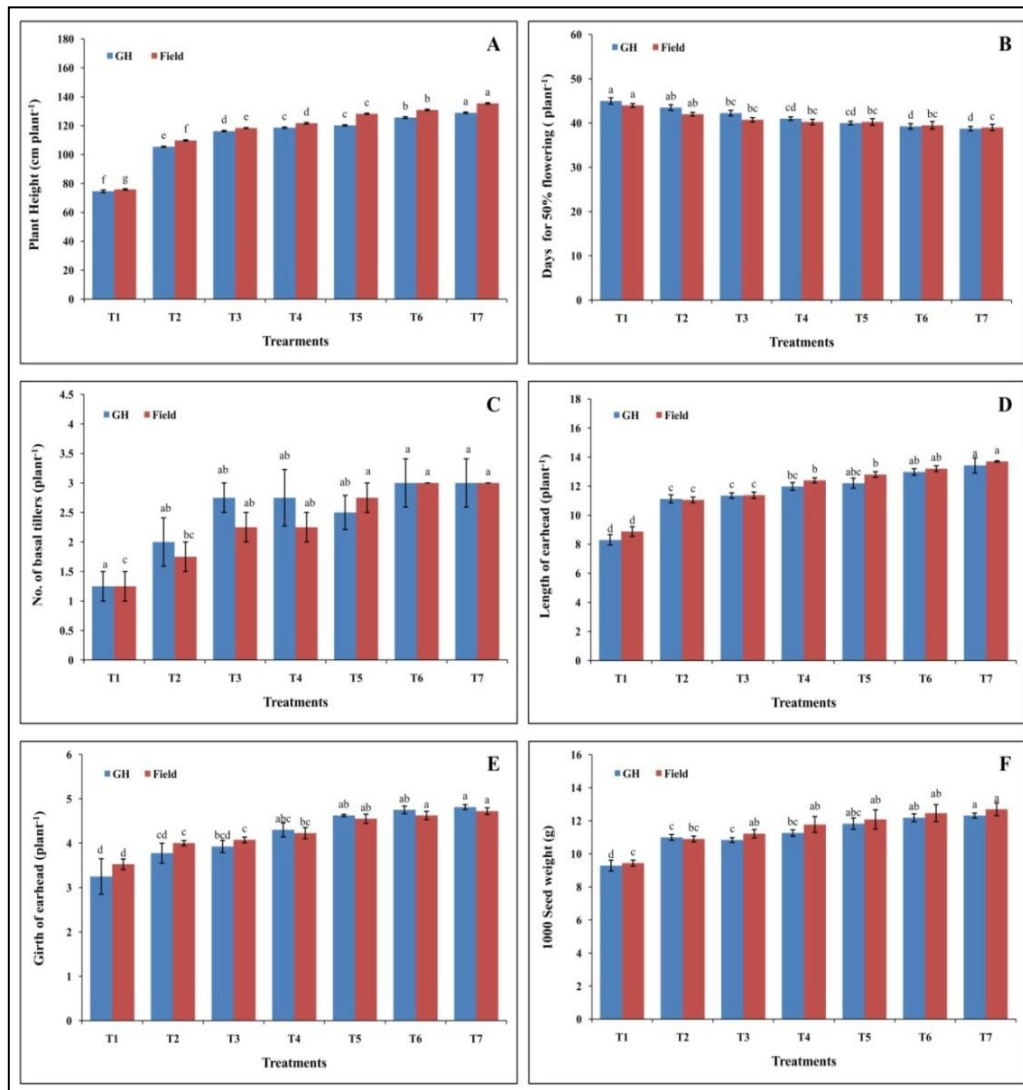 A
GH Field
Plant Height (cm plant-1)
180
160
140
120
100
80
60
40
20
0
f g e f d e c d c c b b a a
T1 T2 T3 T4 T5 T6 T7
Trearments
B
GH Field
Days for 50% flowering ( plant-1)
60
50
40
30
20
10
0
a a ab ab bc bc cd bc cd bc d bc d c
T1 T2 T3 T4 T5 T6 T7
Treatments
C
GH Field
No. of basal tillers (plant-1)
4.5
4
3.5
3
2.5
2
1.5
1
0.5
0
a c ab bc ab ab ab ab ab a a a a a
T1 T2 T3 T4 T5 T6 T7
Treatments
D
GH Field
Length of earhead (plant-1)
18
16
14
12
10
8
6
4
2
0
d d c c c c bc b abc b ab ab a a
T1 T2 T3 T4 T5 T6 T7
Treatments
E
GH Field
Girth of earhead (plant-1)
6
5
4
3
2
1
0
d d cd c bcd c abc bc ab ab ab a a a
T1 T2 T3 T4 T5 T6 T7
Treatments
F
GH Field
1000 Seed weight (g)
16
14
12
10
8
6
4
2
0
d c c bc c ab bc ab abc ab ab ab a a
T1 T2 T3 T4 T5 T6 T7
Treatments